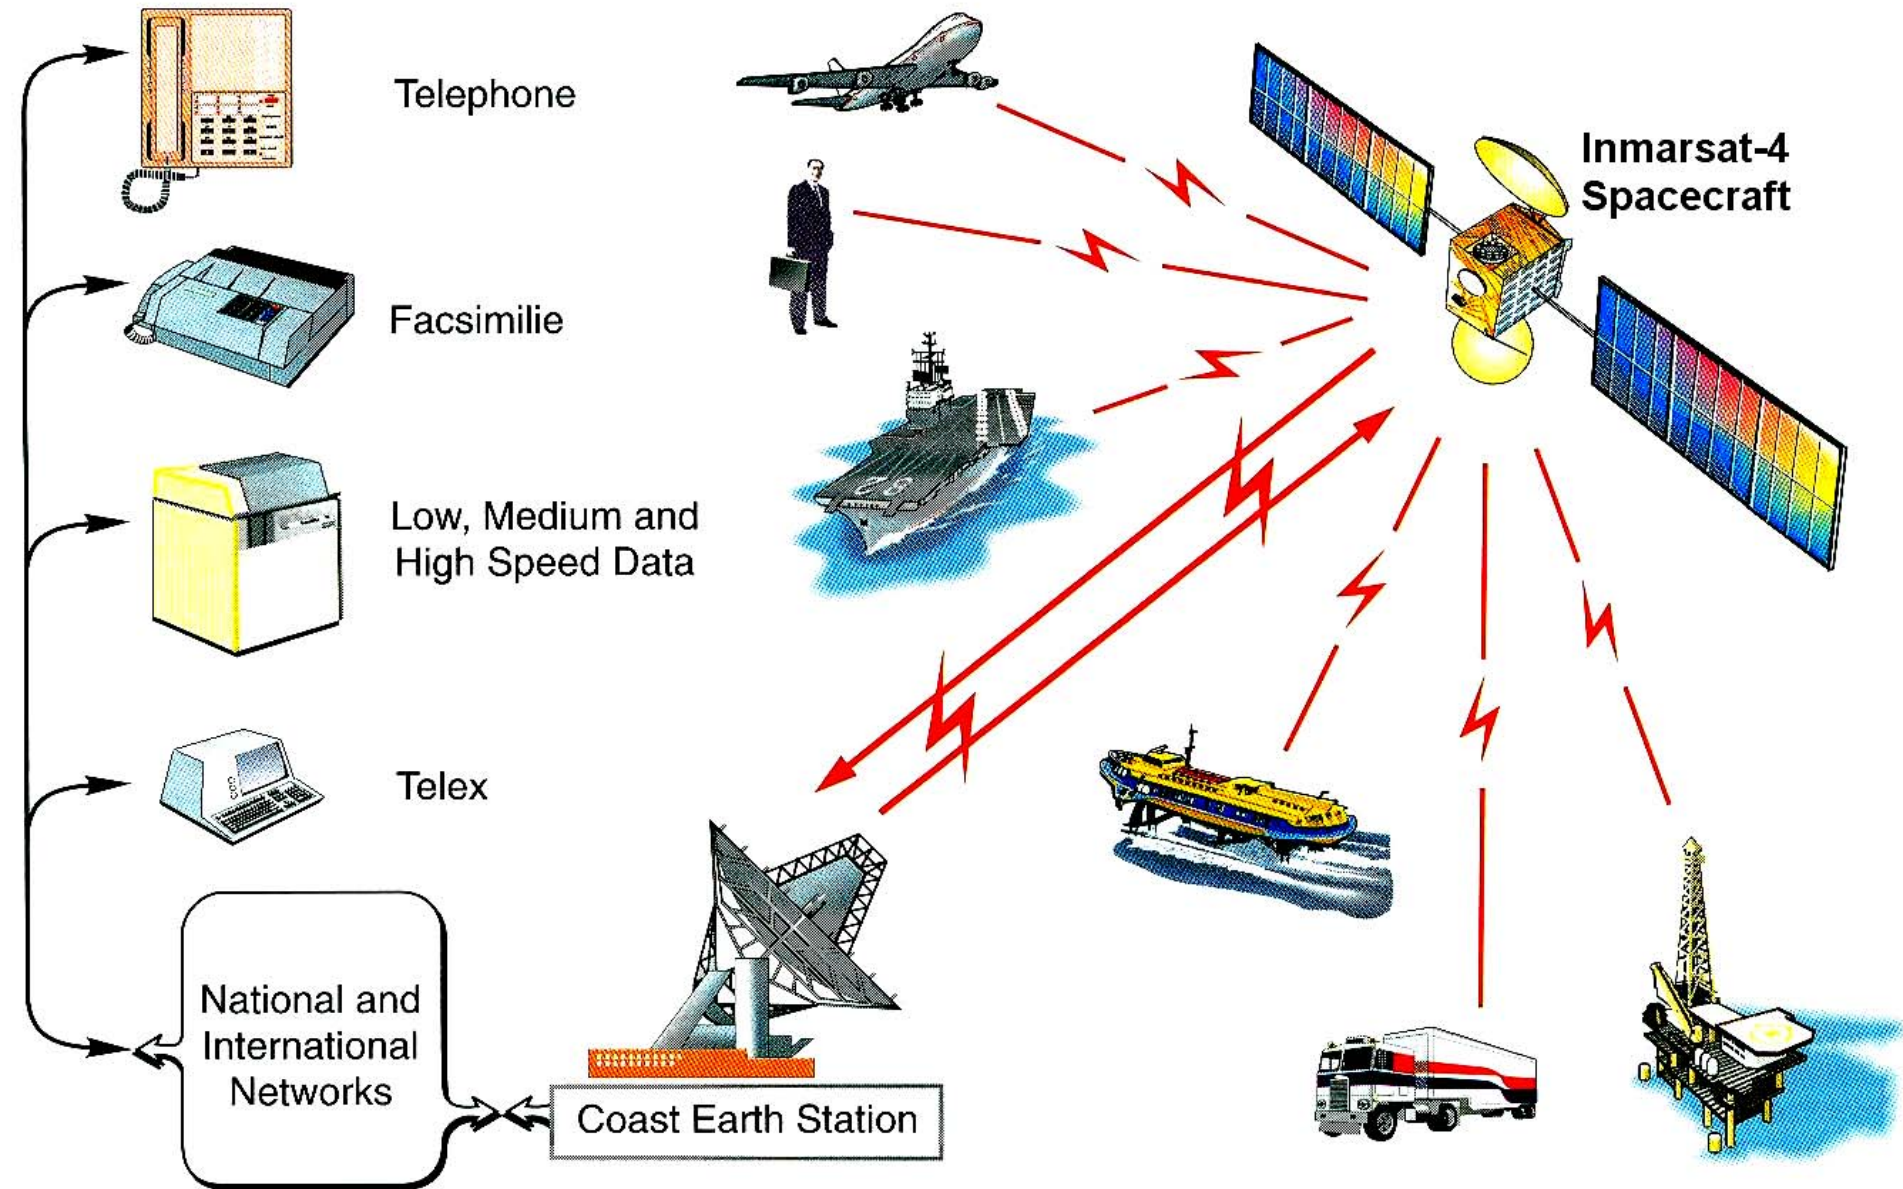 Telephone
Inmarsat-4
Spacecraft
Facsimilie
Low, Medium and
High Speed Data
Telex
National and
International
Networks
Coast Earth Station